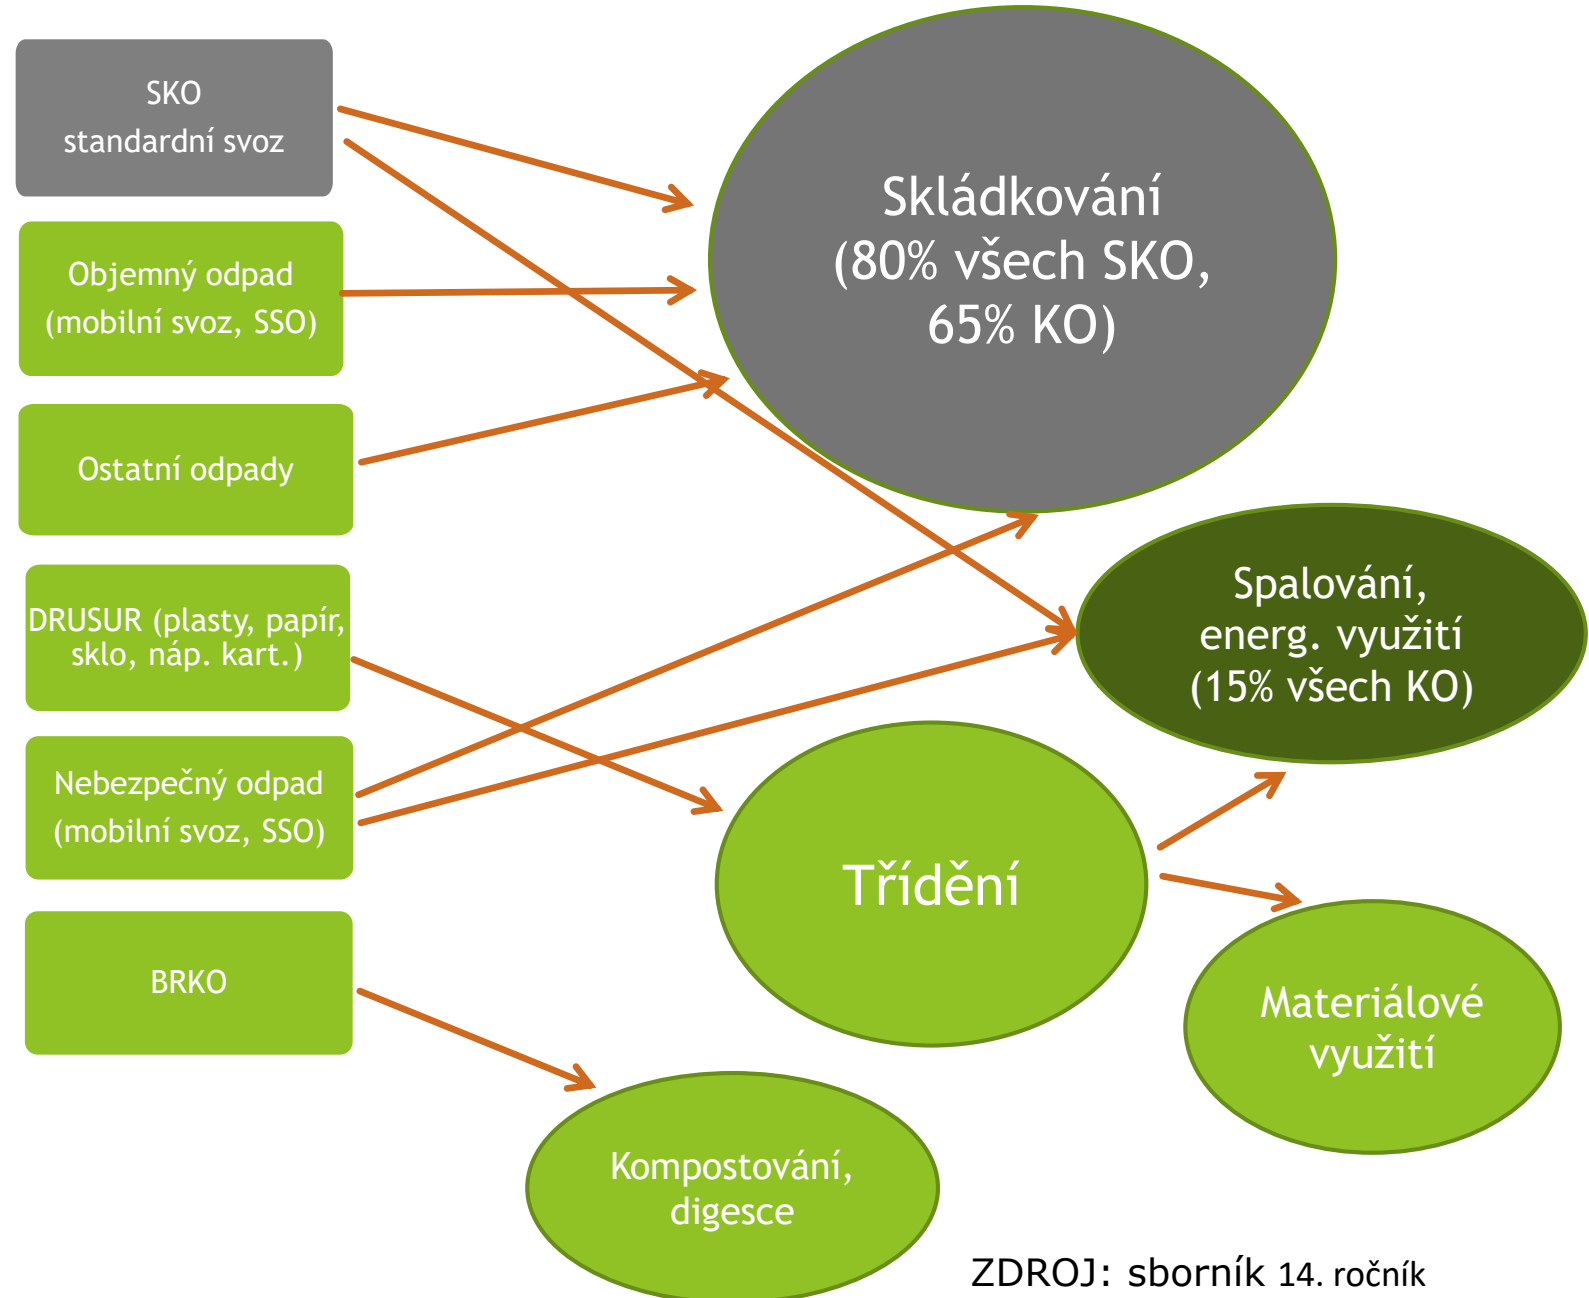 SKO
standardní svoz
Objemný odpad
(mobilní svoz, SSO)
Ostatní odpady
DRUSUR (plasty, papír,
sklo, náp. kart.)
Nebezpečný odpad
(mobilní svoz, SSO)
BRKO
Skládkování
(80% všech SKO,
65% KO)
Spalování,
energ. využití
(15% všech KO)
Třídění
Materiálové
využití
Kompostování,
digesce
ZDROJ: sborník 14. ročník